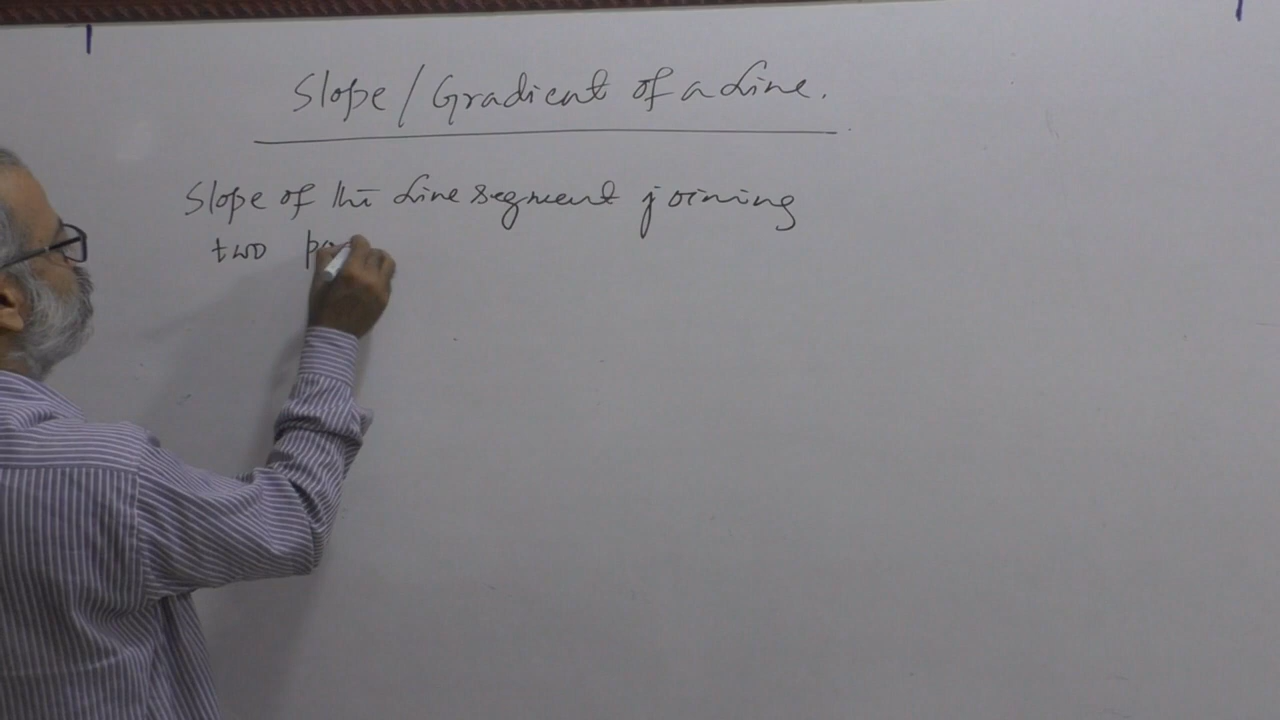 Slope / Gradient of a Line.
Slope of the Line segment joining
two